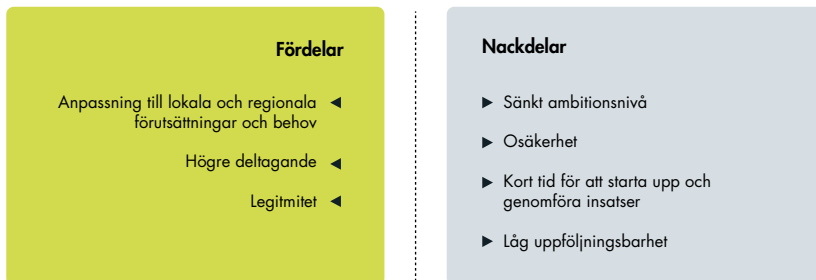 Fördelar
Anpassning till lokala och regionala
förutsättningar och behov
Högre deltagande
Legitmitet
Nackdelar
Sänkt ambitionsnivå
Osäkerhet
Kort tid för att starta upp och
genomföra insatser
Låg uppföljningsbarhet